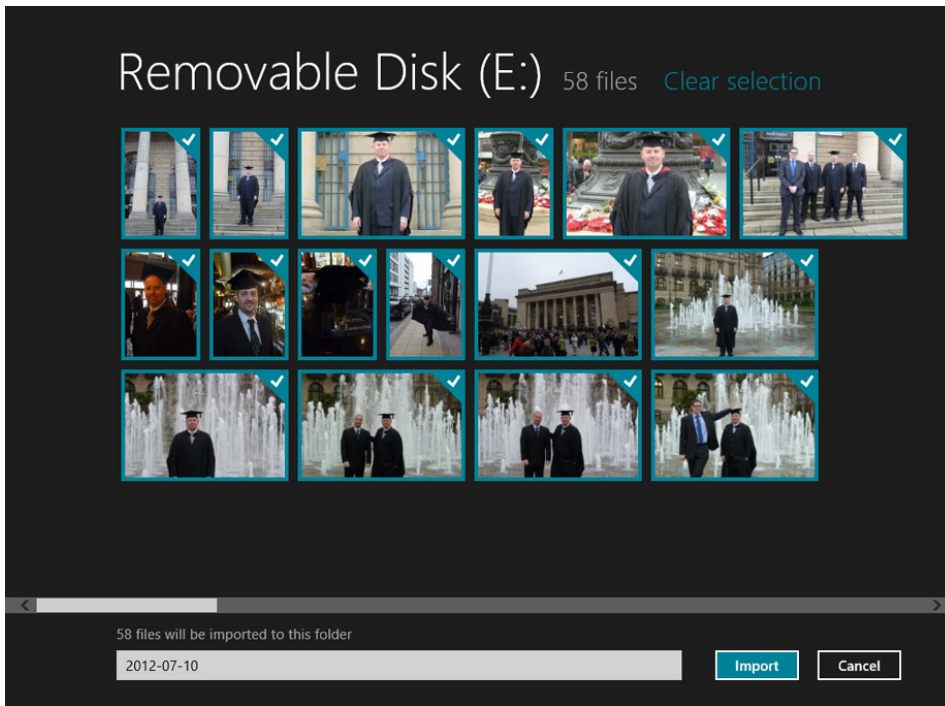 Removable Disk (E:) 58 files Clear selection
58 files will be imported to this folder
2012-07-10 Import Cancel